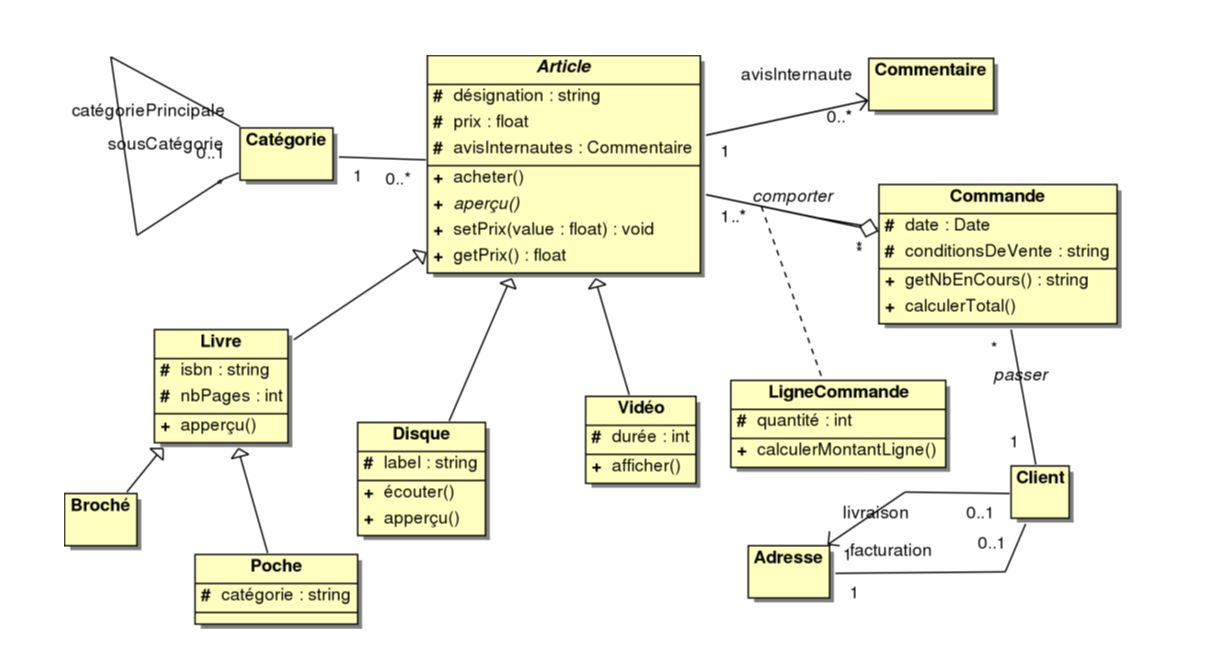 catégoriePrincipale
sousCatégorie
0..1
*
Catégorie
1
0..*
Article
# désignation : string
# prix : float
# avisInternautes : Commentaire
+ acheter()
+ aperçu()
+ setPrix(value : float) : void
+ getPrix() : float
avisInternaute
0..*
1
Commentaire
comporter
1..*
*
Commande
# date : Date
# conditionsDeVente : string
+ getNbEnCours() : string
+ calculerTotal()
Livre
# isbn : string
# nbPages : int
+ apperçu()
Broché
Poche
# catégorie : string
Disque
# label : string
+ écouter()
+ apperçu()
Vidéo
# durée : int
+ afficher()
LigneCommande
# quantité : int
+ calculerMontantLigne()
*
passer
1
Client
livraison
0..1
1
facturation
0..1
Adresse
1